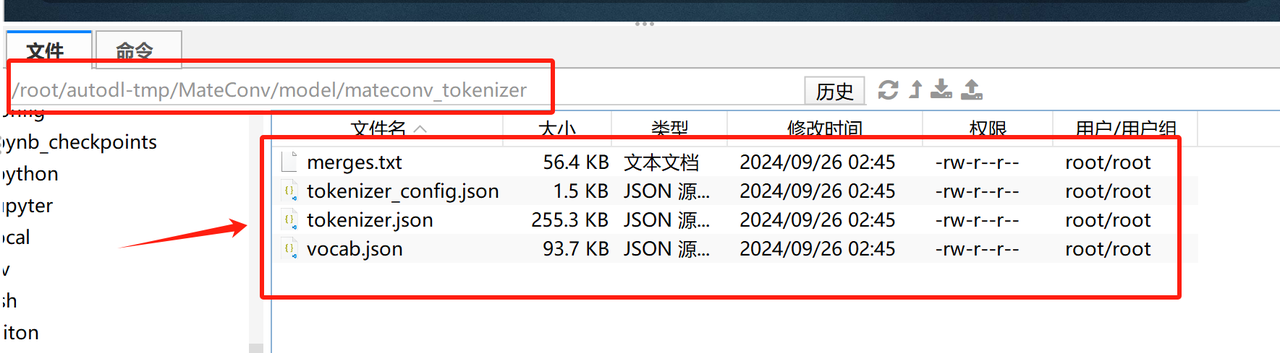 文件 命令
/root/autodl-tmp/MateConv/model/mateconv_tokenizer 历史
文件名 大小 类型 修改时间 权限 用户/用户组
ynb_checkpoints
merges.txt 56.4 KB 文本文档 2024/09/26 02:45 -rw-r--r-- root/root
ython
tokenizer_config.json 1.5 KB JSON 源... 2024/09/26 02:45 -rw-r--r-- root/root
upyter
tokenizer.json 255.3 KB JSON 源... 2024/09/26 02:45 -rw-r--r-- root/root
ocal
vocab.json 93.7 KB JSON 源... 2024/09/26 02:45 -rw-r--r-- root/root
sh
iton